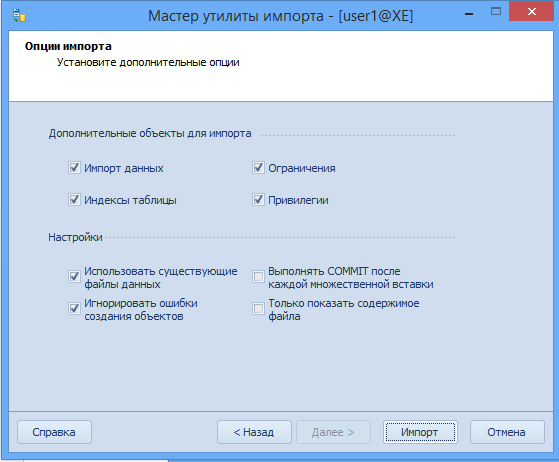 Мастер утилиты импорта - [user1@XE]
Опции импорта
Установите дополнительные опции
Дополнительные объекты для импорта
Импорт данных
Ограничения
Индексы таблицы
Привилегии
Настройки
Использовать существующие
файлы данных
Выполнять COMMIT после
каждой множественной вставки
Игнорировать ошибки
создания объектов
Только показать содержимое
файла
Справка
< Назад
Далее >
Импорт
Отмена